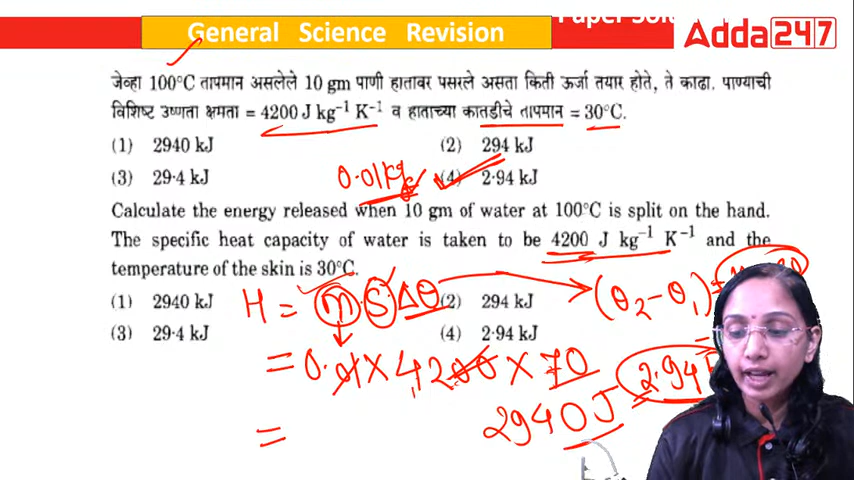 Paper Solution
General Science Revision
Adda247
जेव्हा 100°C तापमान असलेले 10 gm पाणी हातावर पसरले असता किती ऊर्जा तयार होते, ते काढा. पाण्याची
विशिष्ट उष्णता क्षमता = 4200 J kg⁻¹ K⁻¹ व हाताच्या कातडीचे तापमान = 30°C.
(1) 2940 kJ (2) 294 kJ
(3) 29·4 kJ (4) 2·94 kJ
0.01kg
Calculate the energy released when 10 gm of water at 100°C is split on the hand.
The specific heat capacity of water is taken to be 4200 J kg⁻¹ K⁻¹ and the
temperature of the skin is 30°C.
(1) 2940 kJ (2) 294 kJ
(3) 29·4 kJ (4) 2·94 kJ
H = m s Δθ (θ₂-θ₁)
= 0.01 x 4200 x 70
2940J = 2.94
=